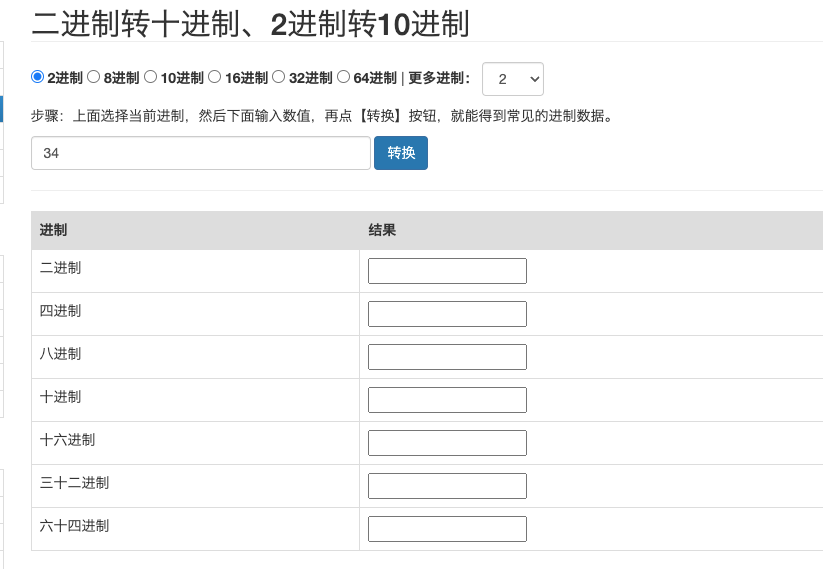 二进制转十进制、2进制转10进制
2进制 8进制 10进制 16进制 32进制 64进制 | 更多进制： 2
步骤：上面选择当前进制，然后下面输入数值，再点【转换】按钮，就能得到常见的进制数据。
34 转换
进制 结果
二进制
四进制
八进制
十进制
十六进制
三十二进制
六十四进制